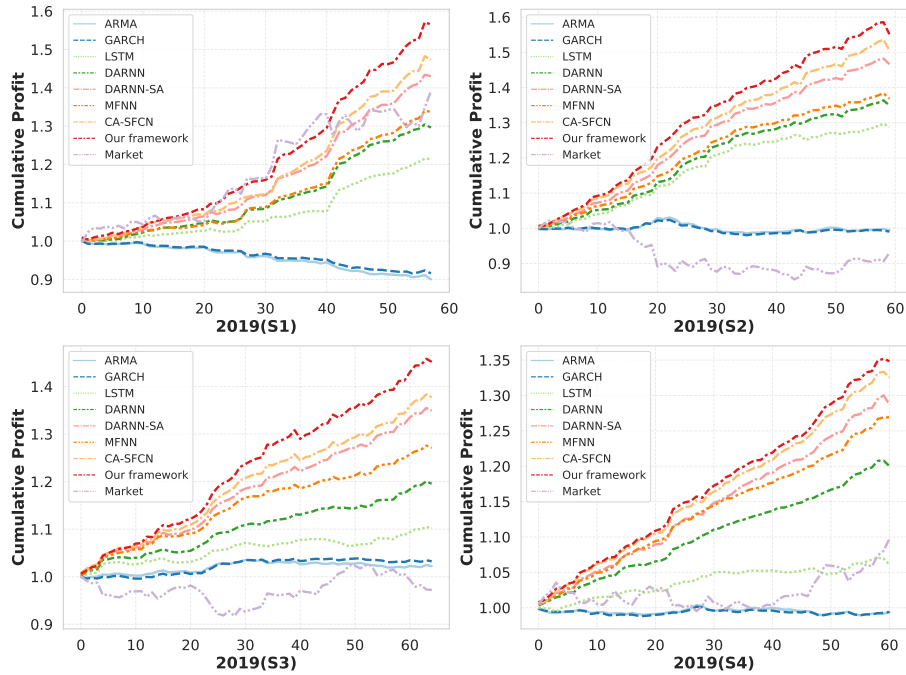 1.6
1.5
1.4
1.3
1.2
1.1
1.0
0.9
Cumulative Profit
ARMA
GARCH
LSTM
DARNN
DARNN-SA
MFNN
CA-SFCN
Our framework
Market
0 10 20 30 40 50 60
2019(S1)
1.6
1.5
1.4
1.3
1.2
1.1
1.0
0.9
Cumulative Profit
ARMA
GARCH
LSTM
DARNN
DARNN-SA
MFNN
CA-SFCN
Our framework
Market
0 10 20 30 40 50 60
2019(S2)
1.4
1.3
1.2
1.1
1.0
0.9
Cumulative Profit
ARMA
GARCH
LSTM
DARNN
DARNN-SA
MFNN
CA-SFCN
Our framework
Market
0 10 20 30 40 50 60
2019(S3)
1.35
1.30
1.25
1.20
1.15
1.10
1.05
1.00
Cumulative Profit
ARMA
GARCH
LSTM
DARNN
DARNN-SA
MFNN
CA-SFCN
Our framework
Market
0 10 20 30 40 50 60
2019(S4)